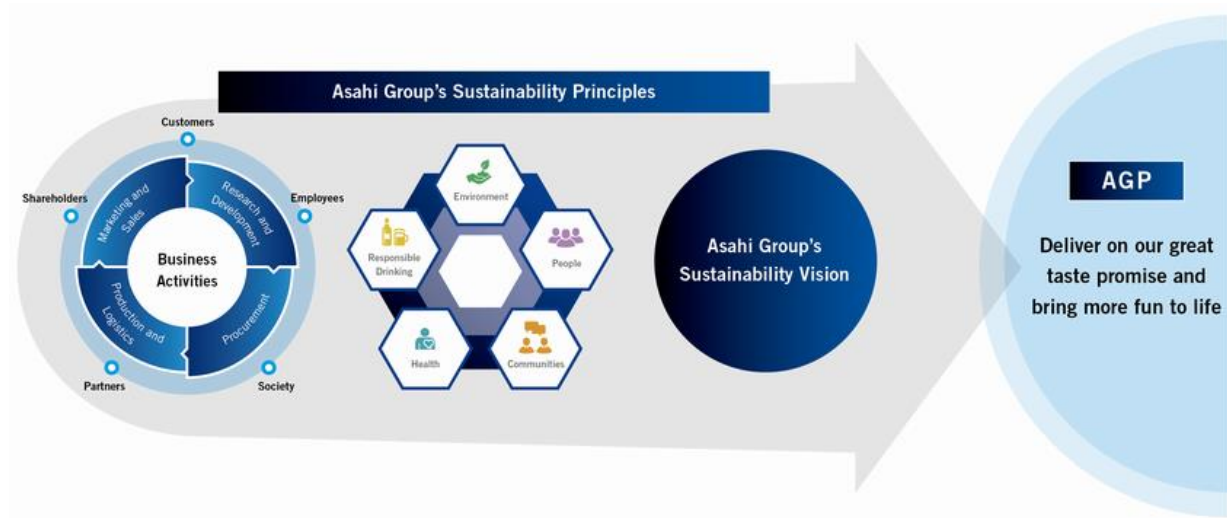 Asahi Group's Sustainability Principles
Customers
Shareholders
Employees
Partners
Society
Marketing and
Sales
Research and
Development
Production and
Logistics
Procurement
Business
Activities
Environment
Responsible
Drinking
People
Health
Communities
Asahi Group's
Sustainability Vision
AGP
Deliver on our great
taste promise and
bring more fun to life